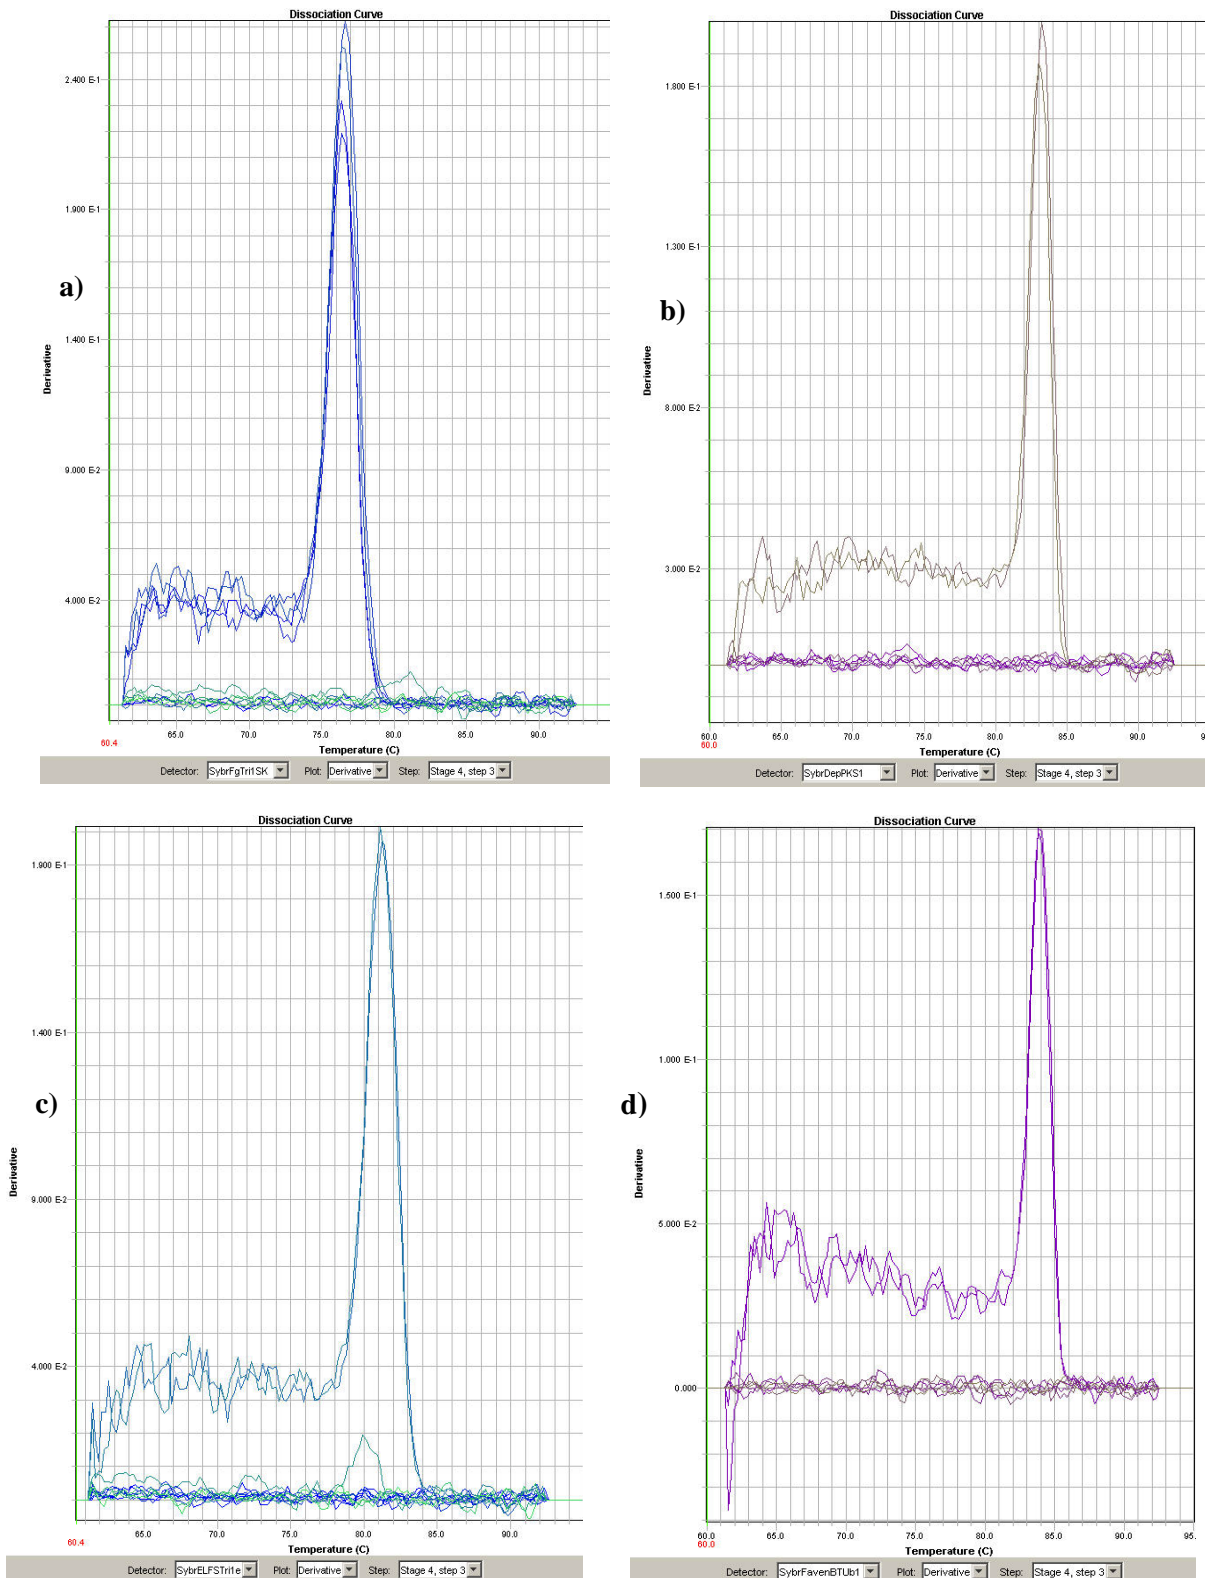 Dissociation Curve
2.400 E-1
1.900 E-1
1.400 E-1
9.000 E-2
4.000 E-2
a)
Derivative
65.0 70.0 75.0 80.0 85.0 90.0
60.4
Temperature (C)
Detector: SybrFgTri1SK Plot: Derivative Step: Stage 4, step 3
Dissociation Curve
1.800 E-1
1.300 E-1
8.000 E-2
3.000 E-2
b)
Derivative
60.0 65.0 70.0 75.0 80.0 85.0 90.0
60.0
Temperature (C)
Detector: SybrDepPKS1 Plot: Derivative Step: Stage 4, step 3
Dissociation Curve
1.900 E-1
1.400 E-1
9.000 E-2
4.000 E-2
c)
Derivative
65.0 70.0 75.0 80.0 85.0 90.0
60.4
Temperature (C)
Detector: SybrELFSTri1e Plot: Derivative Step: Stage 4, step 3
Dissociation Curve
1.500 E-1
1.000 E-1
5.000 E-2
0.000
d)
Derivative
60.0 65.0 70.0 75.0 80.0 85.0 90.0 95.
60.0
Temperature (C)
Detector: SybrFavenBTUb1 Plot: Derivative Step: Stage 4, step 3